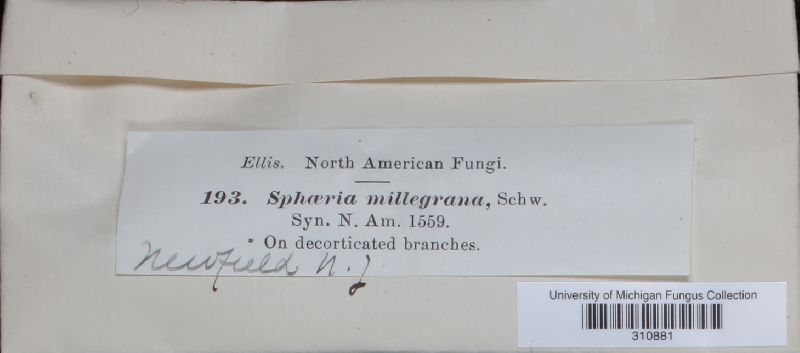 Ellis. North American Fungi.
193. Sphæria millegrana, Schw.
Syn. N. Am. 1559.
On decorticated branches.
Newfield N. J
University of Michigan Fungus Collection
310881